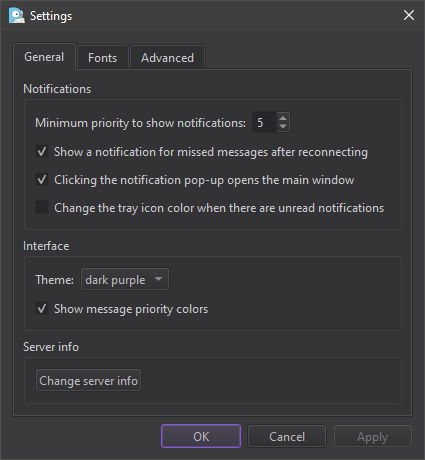 Settings
General Fonts Advanced
Notifications
Minimum priority to show notifications: 5
Show a notification for missed messages after reconnecting
Clicking the notification pop-up opens the main window
Change the tray icon color when there are unread notifications
Interface
Theme: dark purple
Show message priority colors
Server info
Change server info
OK Cancel Apply